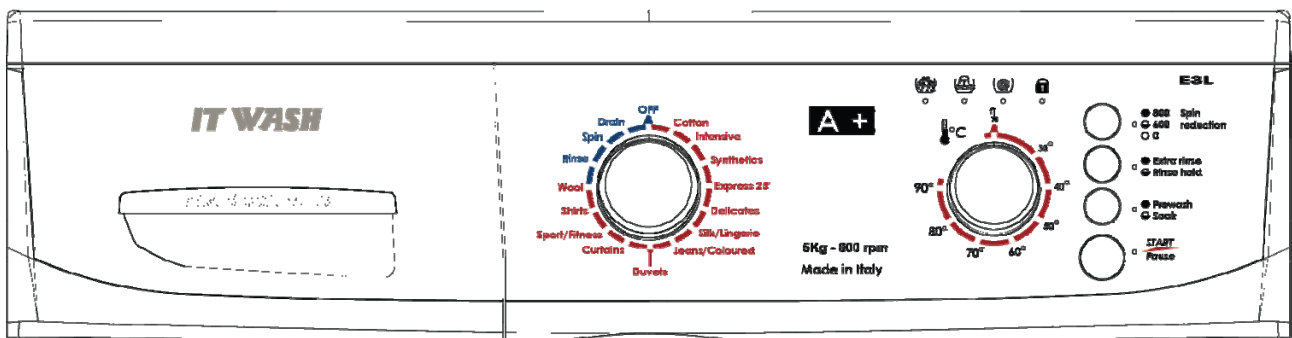 IT WASH
OFF
Drain
Spin
Rinse
Wool
Shirts
Sport/Fitness
Curtains
Duvets
Cotton
Intensive
Synthetics
Express 25'
Delicates
Silk/Lingerie
Jeans/Coloured
A +
5Kg - 800 rpm
Made in Italy
°C
30°
40°
50°
60°
70°
80°
90°
E3L
800 Spin
600 reduction
0
Extra rinse
Rinse hold
Prewash
Soak
START
Pause